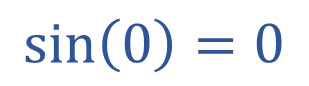 sin(0) = 0